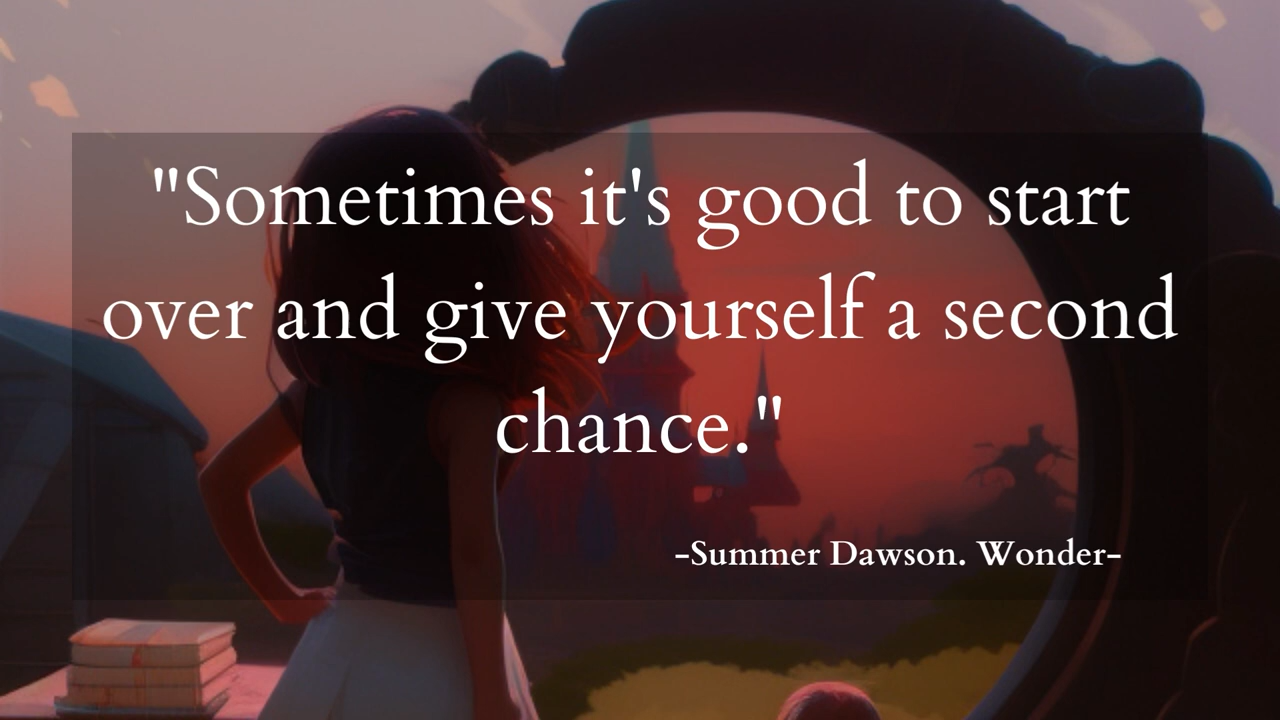 "Sometimes it's good to start
over and give yourself a second
chance."
-Summer Dawson. Wonder-